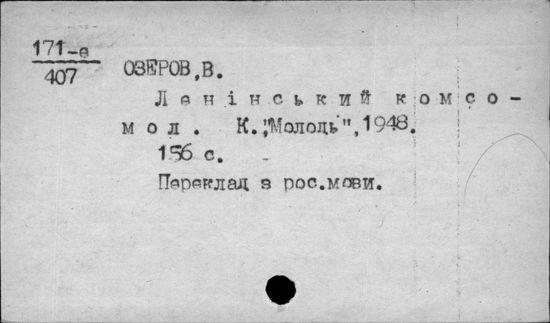 171-е
407
ОЗЕРОВ,В.
Ленінський комсо-
мол. К.,"Молодь",1948.
156 с. -
Переклад з рос.мови.